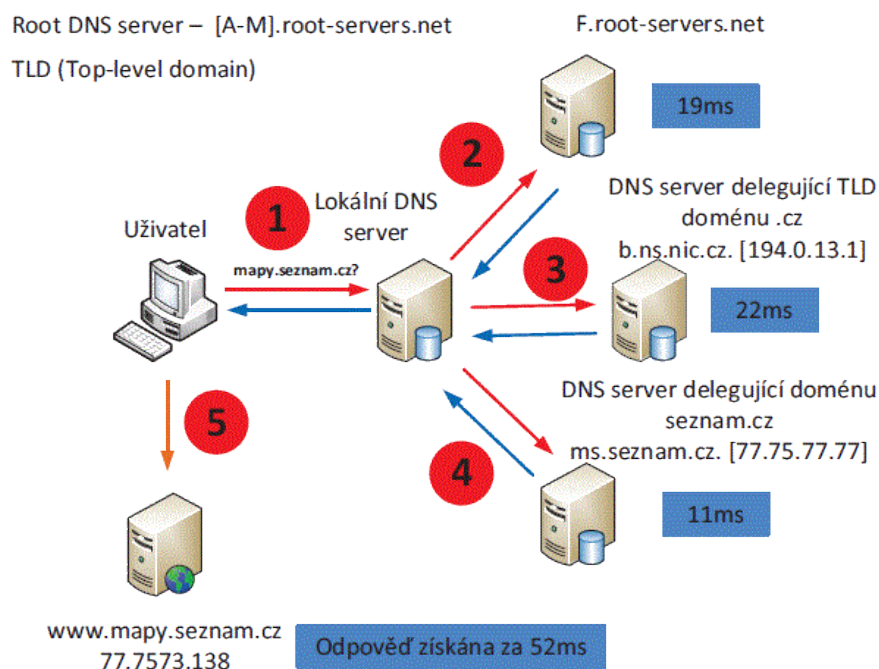 Root DNS server – [A-M].root-servers.net
F.root-servers.net
TLD (Top-level domain)
19ms
2
DNS server delegující TLD
doménu .cz
b.ns.nic.cz. [194.0.13.1]
1
Lokální DNS
server
Uživatel
mapy.seznam.cz?
3
22ms
DNS server delegující doménu
seznam.cz
ms.seznam.cz. [77.75.77.77]
5
4
11ms
www.mapy.seznam.cz
77.7573.138
Odpověď získána za 52ms